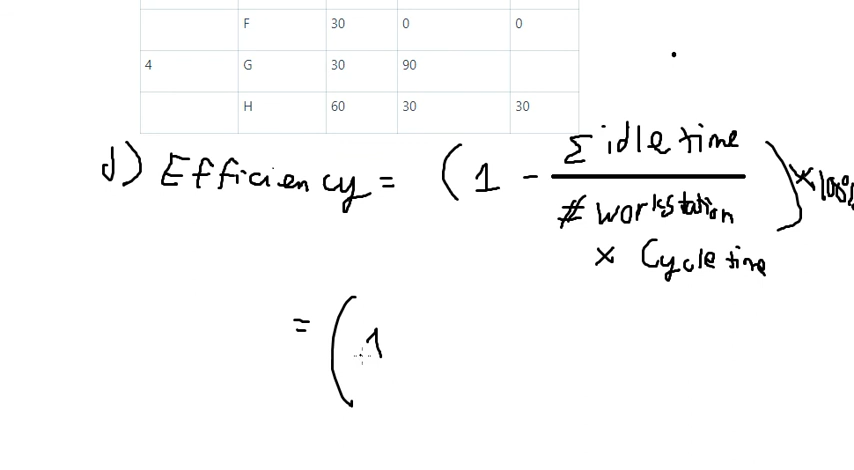 F 30 0 0
4 G 30 90
H 60 30 30
d) Efficiency = (1 - Σ idle time / # workstation × Cycle time) × 100%
= (1